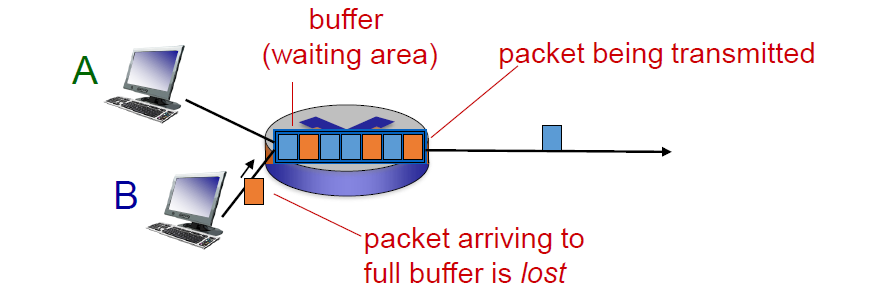 buffer
(waiting area)
packet being transmitted
A
B
packet arriving to
full buffer is lost